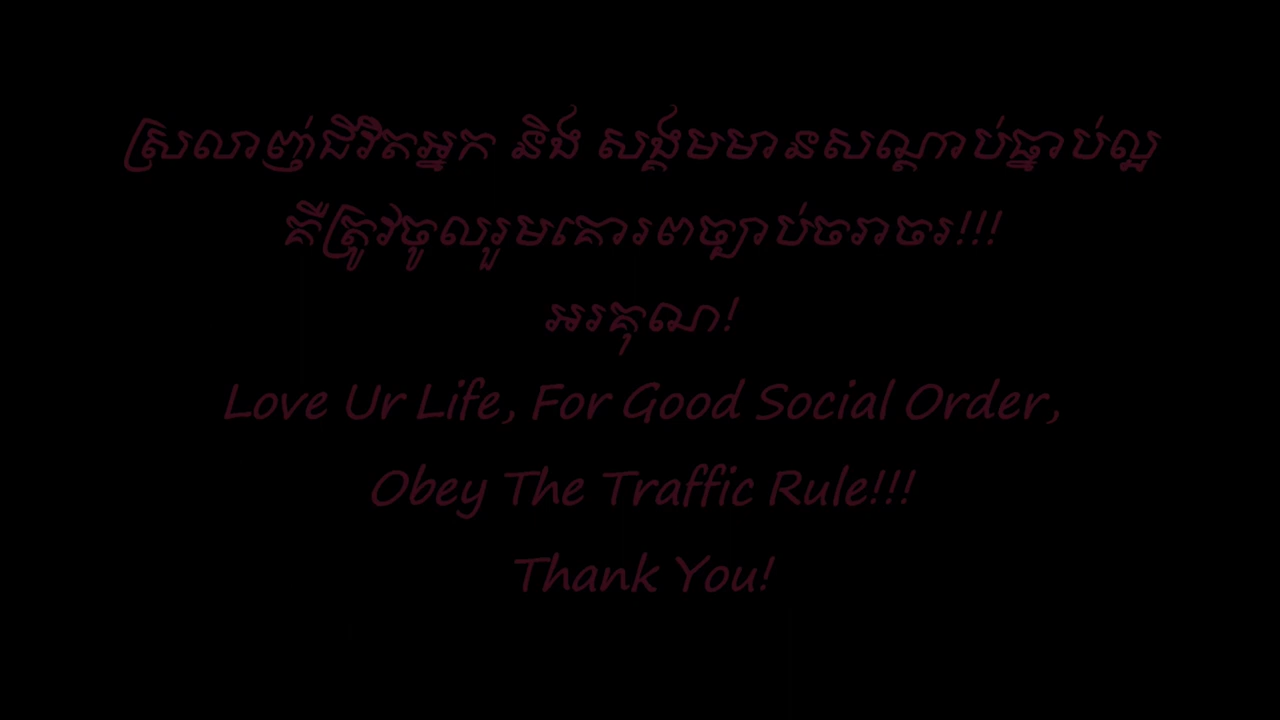 ស្រលាញ់ជីវិតអ្នក និង សង្គមមានសណ្ដាប់ធ្នាប់ល្អ
គឺត្រូវចូលរួមគោរពច្បាប់ចរាចរ!!!
អរគុណ!
Love Ur Life, For Good Social Order,
Obey The Traffic Rule!!!
Thank You!